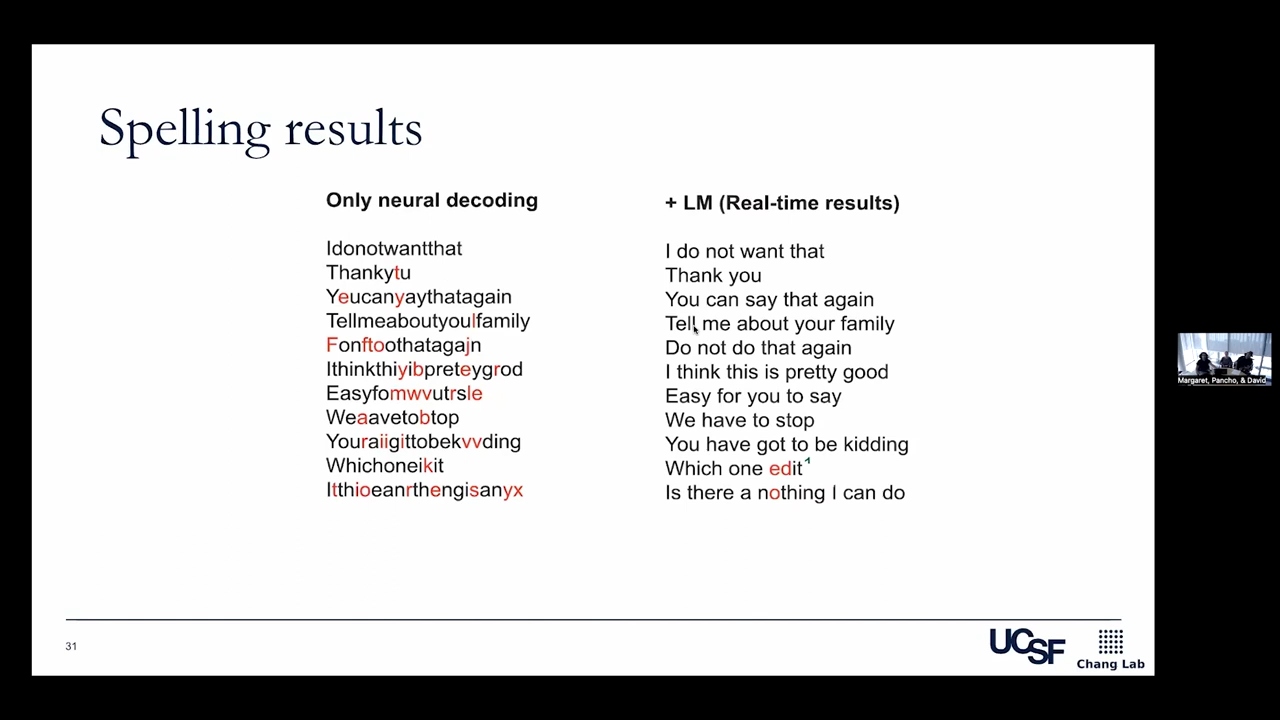 Spelling results
Only neural decoding
Idonotwantthat
Thankytu
Yeucanyaythatagain
Tellmeaboutyoulfamily
Fonftoothatagajn
Ithinkthiyibpreteygrod
Easyfomwvutrsle
Weaavetobtop
Youraiigittobekvvding
Whichoneikit
Itthioeanrthengisanyx
+ LM (Real-time results)
I do not want that
Thank you
You can say that again
Tell me about your family
Do not do that again
I think this is pretty good
Easy for you to say
We have to stop
You have got to be kidding
Which one edit
Is there a nothing I can do
31
UCSF
Chang Lab
Margaret, Pancho, & David